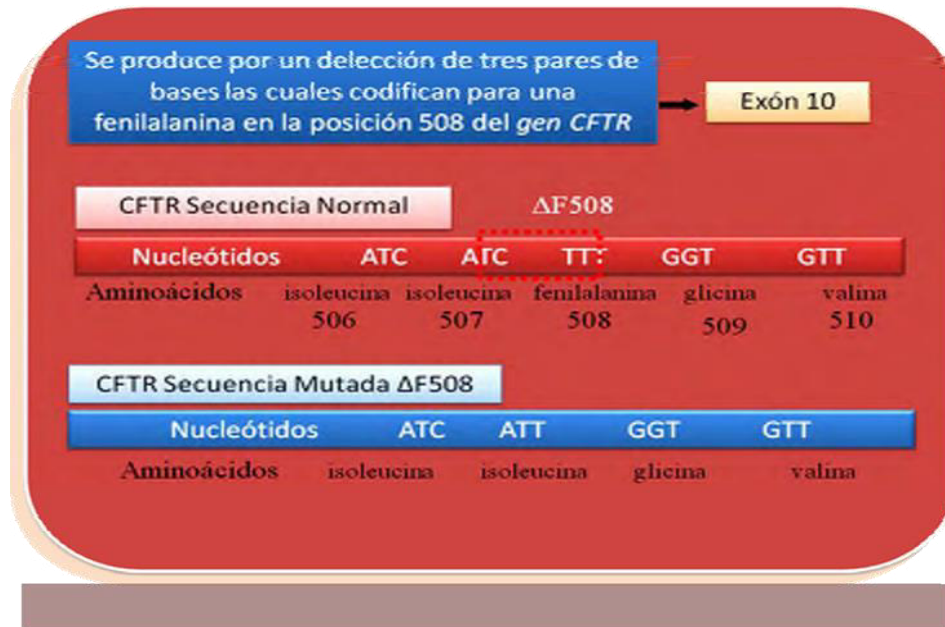 Se produce por un delección de tres pares de
bases las cuales codifican para una
fenilalanina en la posición 508 del gen CFTR
Exón 10
CFTR Secuencia Normal ΔF508
Nucleótidos ATC ATC TTT GGT GTT
Aminoácidos isoleucina isoleucina fenilalanina glicina valina
506 507 508 509 510
CFTR Secuencia Mutada ΔF508
Nucleótidos ATC ATT GGT GTT
Aminoácidos isoleucina isoleucina glicina valina